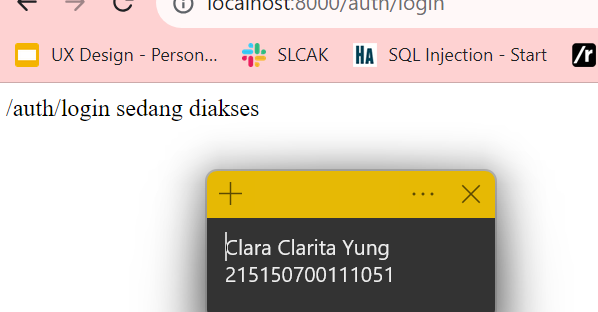 localhost:8000/auth/login
UX Design - Person... SLCAK HA SQL Injection - Start /r
/auth/login sedang diakses
Clara Clarita Yung
215150700111051